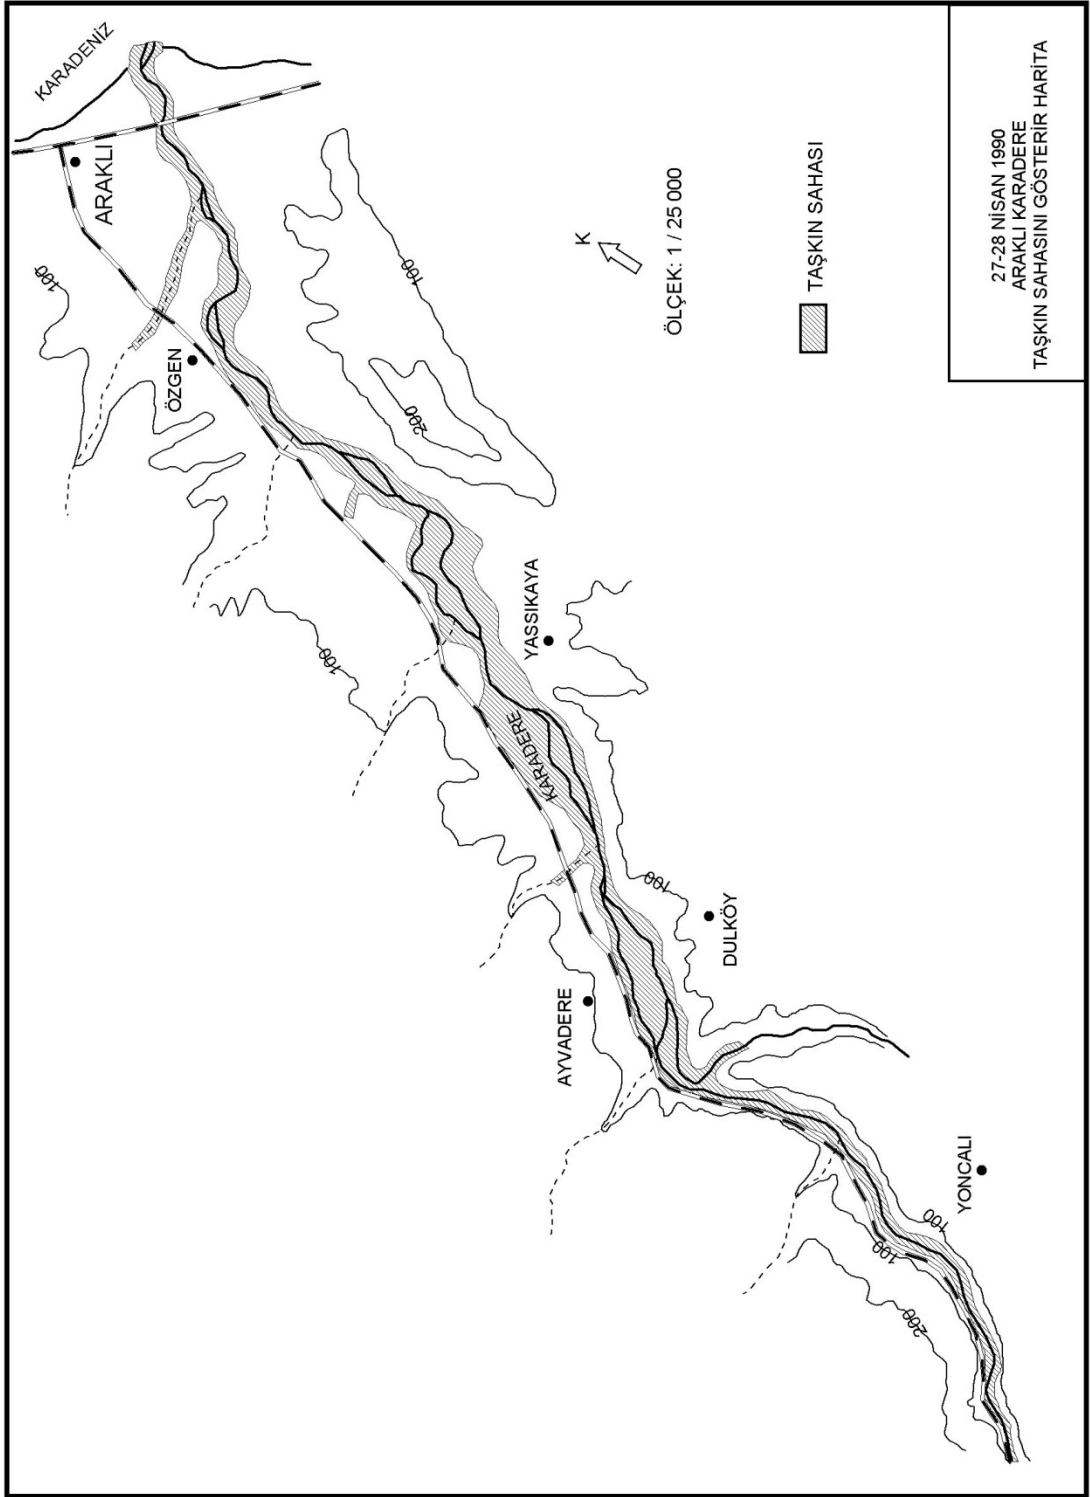 KARADENİZ
ARAKLI
100
ÖZGEN
100
200
K
ÖLÇEK: 1 / 25 000
TAŞKIN SAHASI
27-28 NİSAN 1990
ARAKLI KARADERE
TAŞKIN SAHASINI GÖSTERİR HARİTA
100
YASSIKAYA
KARADERE
100
DULKÖY
AYVADERE
YONCALI
100
100
200